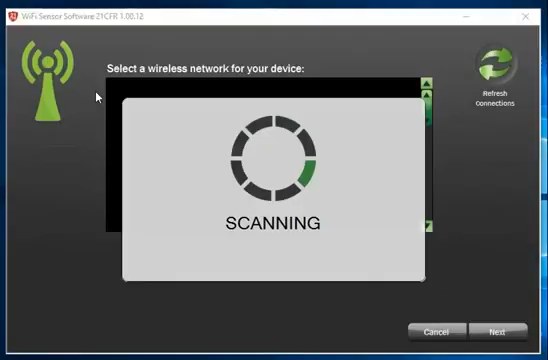 WiFi Sensor Software 21CFR 1.00.12
Select a wireless network for your device:
Refresh
Connections
SCANNING
Cancel
Next